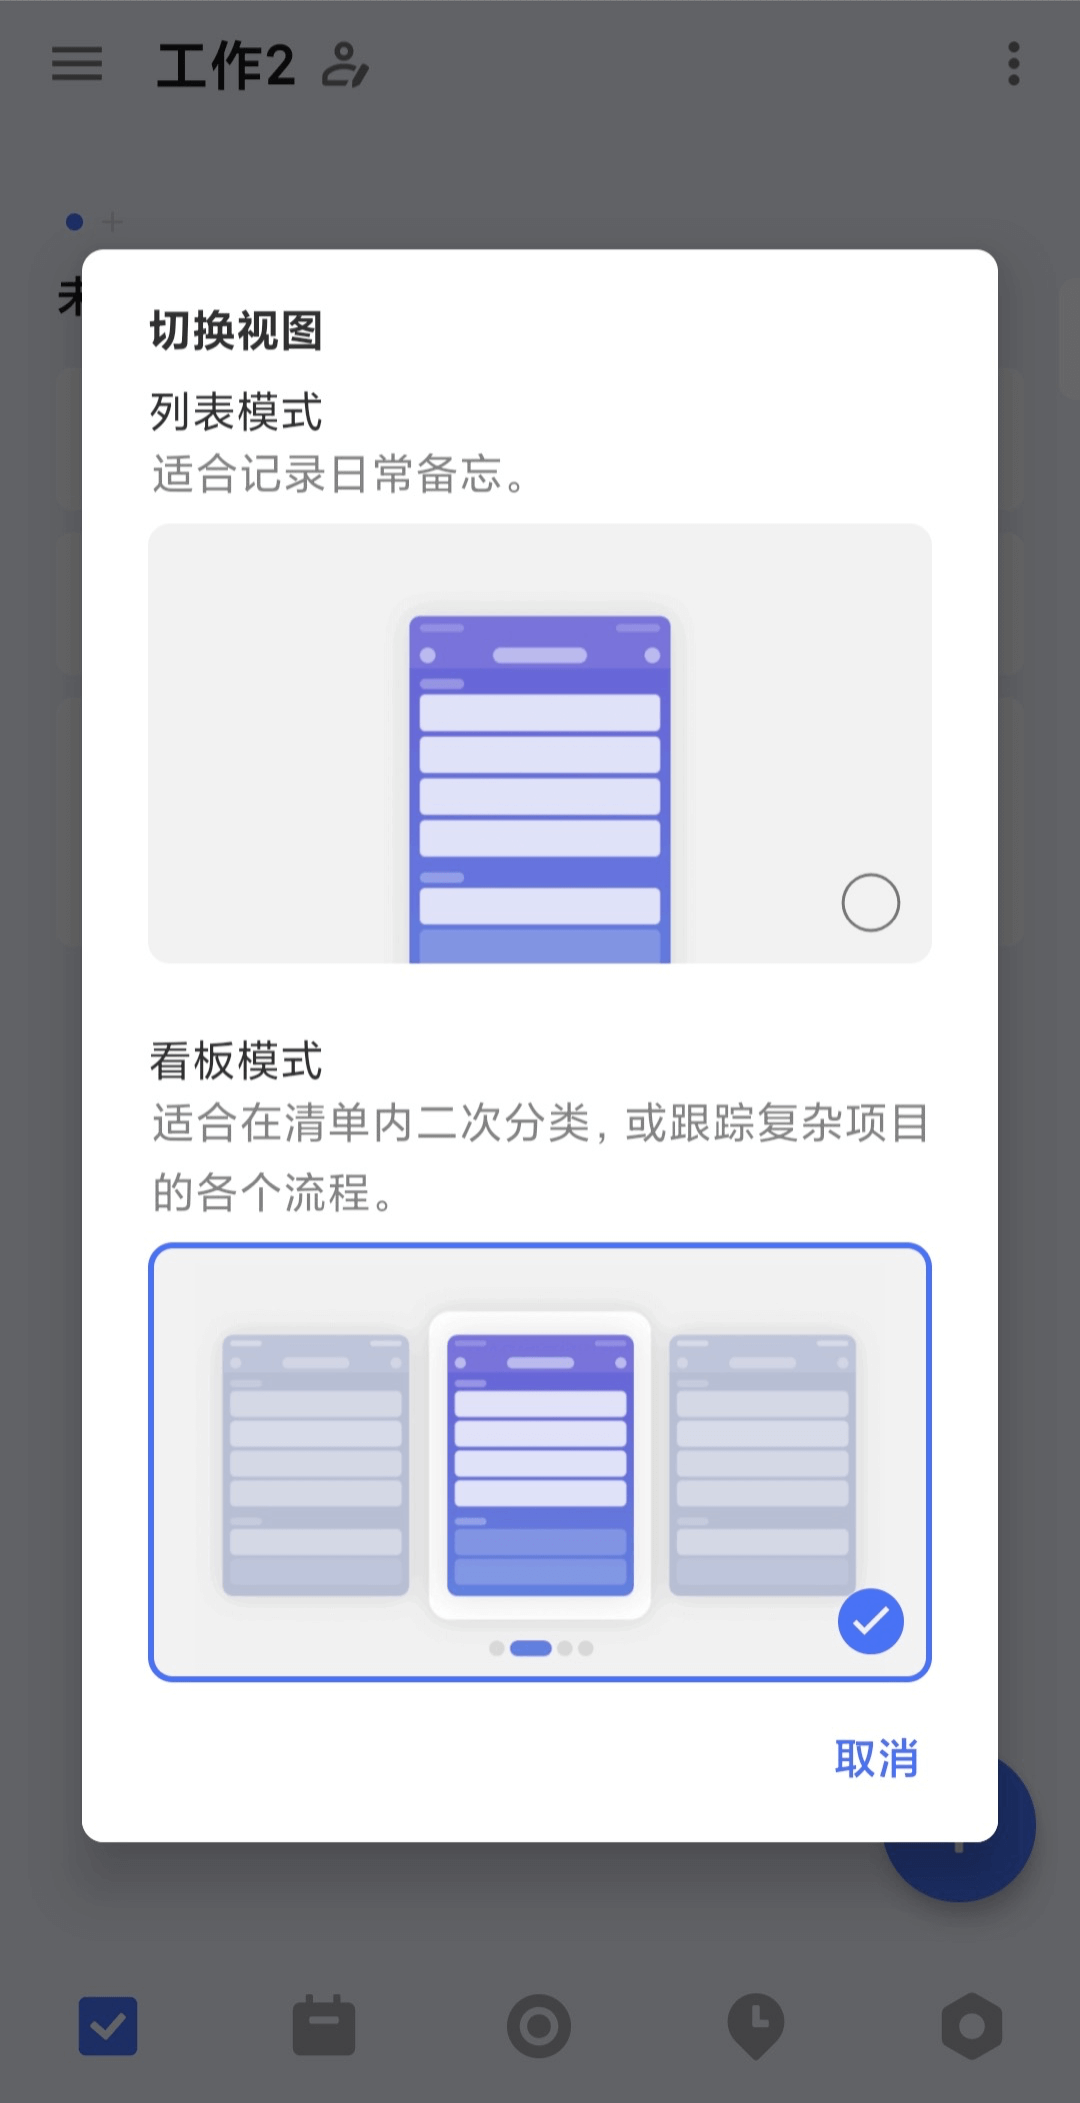 工作2
未
切换视图
列表模式
适合记录日常备忘。
看板模式
适合在清单内二次分类，或跟踪复杂项目
的各个流程。
取消